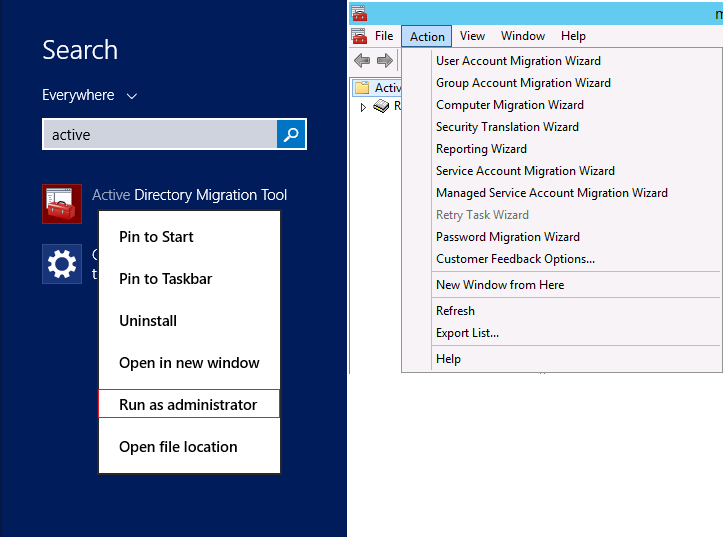 Search
Everywhere
active
Active Directory Migration Tool
Pin to Start
Pin to Taskbar
Uninstall
Open in new window
Run as administrator
Open file location
File Action View Window Help
User Account Migration Wizard
Group Account Migration Wizard
Computer Migration Wizard
Security Translation Wizard
Reporting Wizard
Service Account Migration Wizard
Managed Service Account Migration Wizard
Retry Task Wizard
Password Migration Wizard
Customer Feedback Options...
New Window from Here
Refresh
Export List...
Help